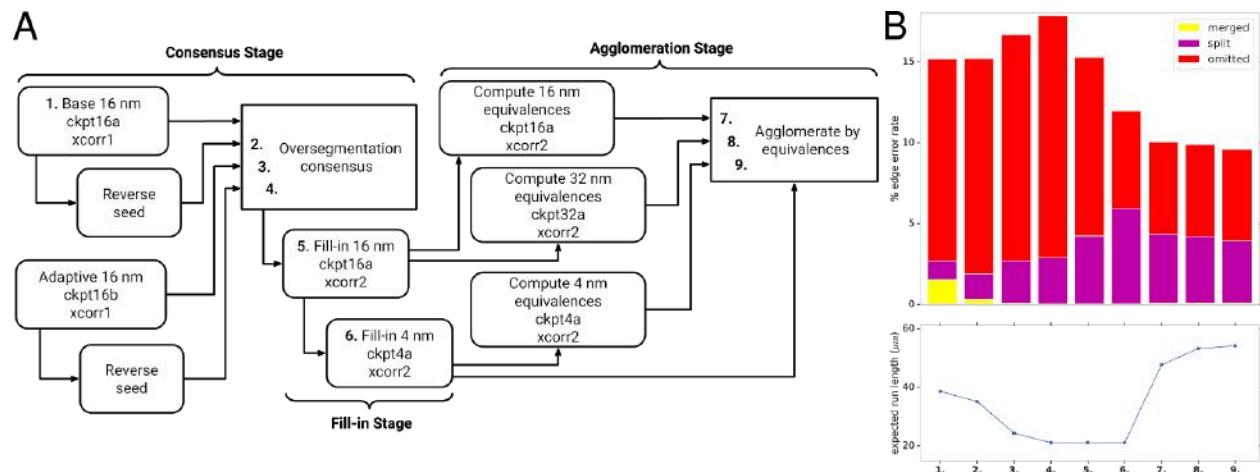 A
Consensus Stage
1. Base 16 nm
ckpt16a
xcorr1
Reverse
seed
Adaptive 16 nm
ckpt16b
xcorr1
Reverse
seed
2.
3.
4.
Oversegmentation
consensus
5. Fill-in 16 nm
ckpt16a
xcorr2
6. Fill-in 4 nm
ckpt4a
xcorr2
Fill-in Stage
Agglomeration Stage
Compute 16 nm
equivalences
ckpt16a
xcorr2
Compute 32 nm
equivalences
ckpt32a
xcorr2
Compute 4 nm
equivalences
ckpt4a
xcorr2
7.
8.
9.
Agglomerate by
equivalences
B
merged
split
omitted
% edge error rate
15
10
5
0
expected run length (μm)
60
40
20
1. 2. 3. 4. 5. 6. 7. 8. 9.